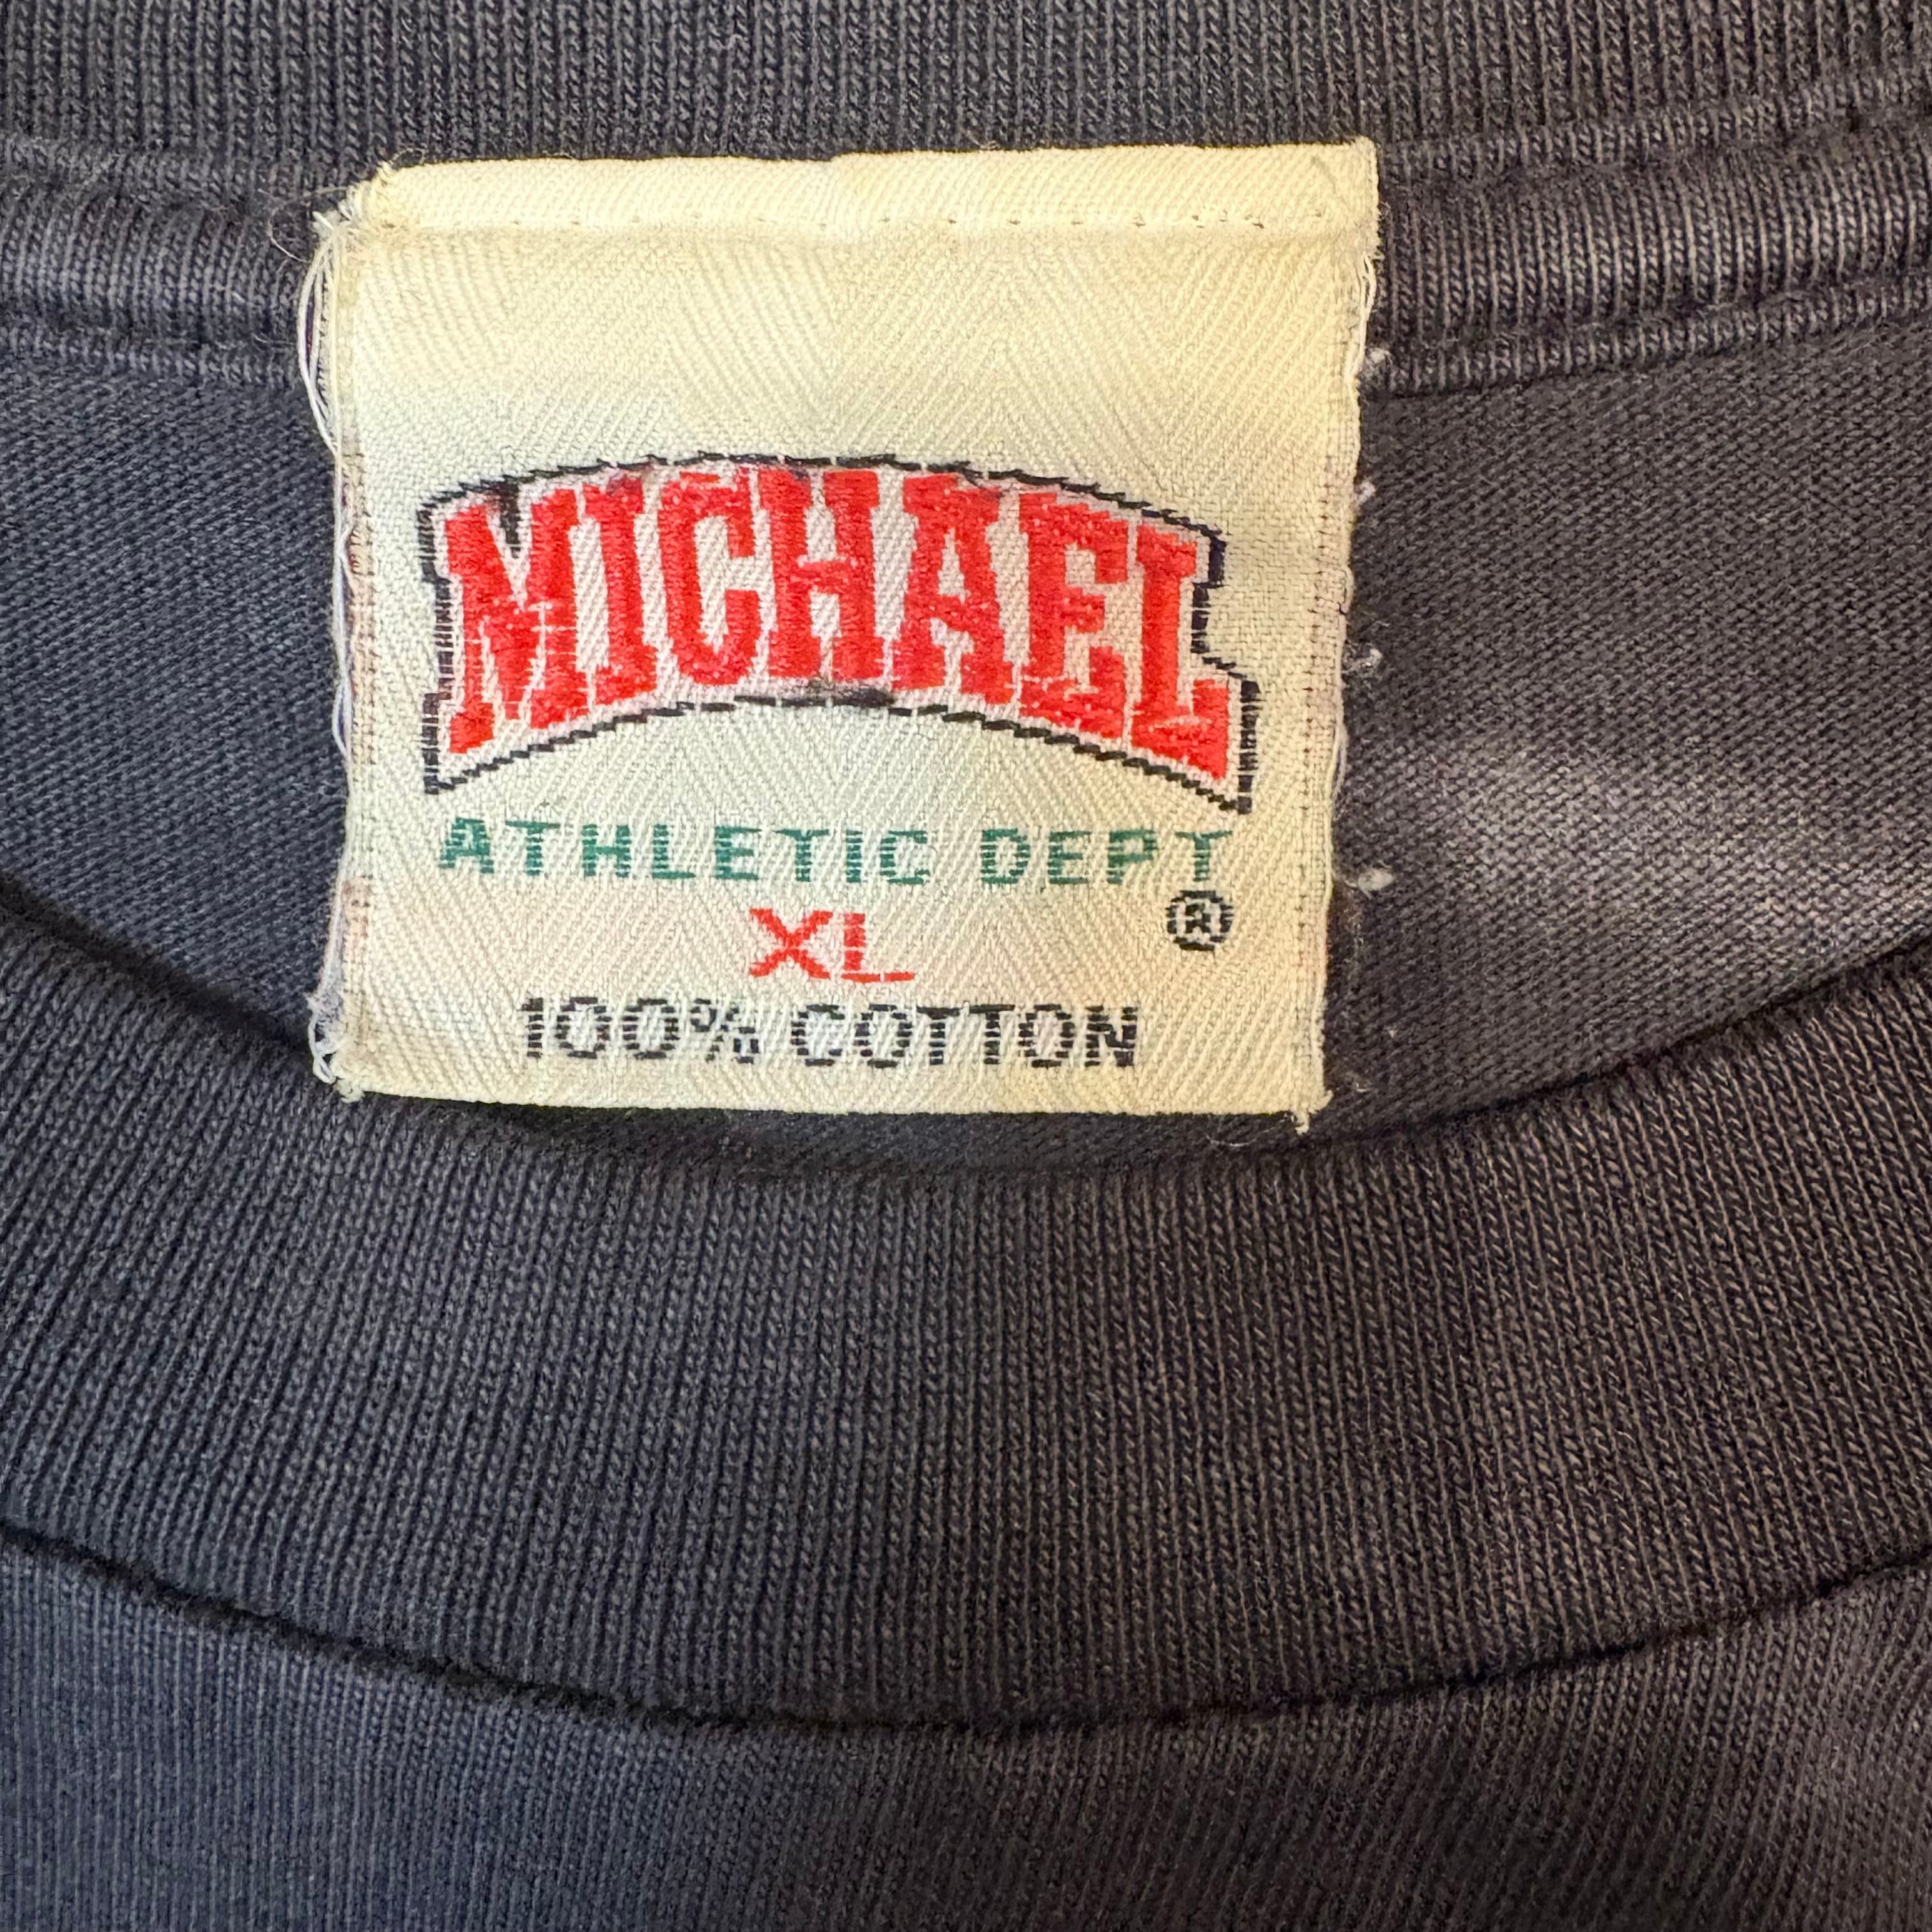 MICHAEL
ATHLETIC DEPT
®
XL
100% COTTON